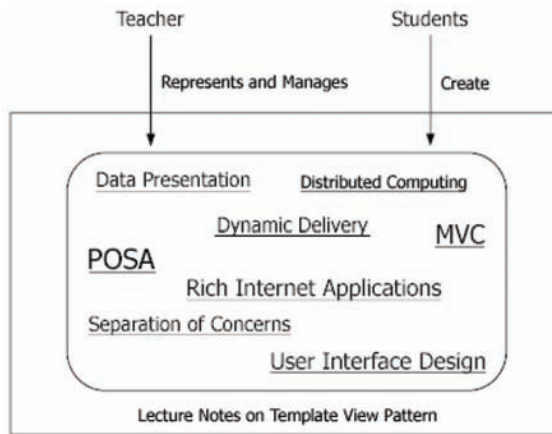 Teacher Students
Represents and Manages Create
Data Presentation Distributed Computing
Dynamic Delivery MVC
POSA
Rich Internet Applications
Separation of Concerns
User Interface Design
Lecture Notes on Template View Pattern